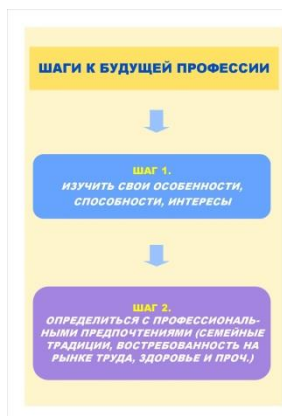 ШАГИ К БУДУЩЕЙ ПРОФЕССИИ
ШАГ 1.
ИЗУЧИТЬ СВОИ ОСОБЕННОСТИ,
СПОСОБНОСТИ, ИНТЕРЕСЫ
ШАГ 2.
ОПРЕДЕЛИТЬСЯ С ПРОФЕССИОНАЛЬ-
НЫМИ ПРЕДПОЧТЕНИЯМИ (СЕМЕЙНЫЕ
ТРАДИЦИИ, ВОСТРЕБОВАННОСТЬ НА
РЫНКЕ ТРУДА, ЗДОРОВЬЕ И ПРОЧ.)